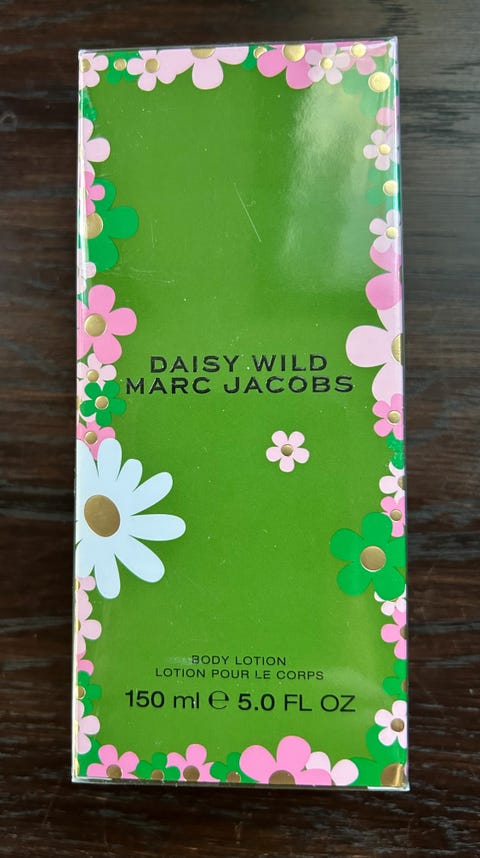 DAISY WILD
MARC JACOBS
BODY LOTION
LOTION POUR LE CORPS
150 ml ℮ 5.0 FL OZ